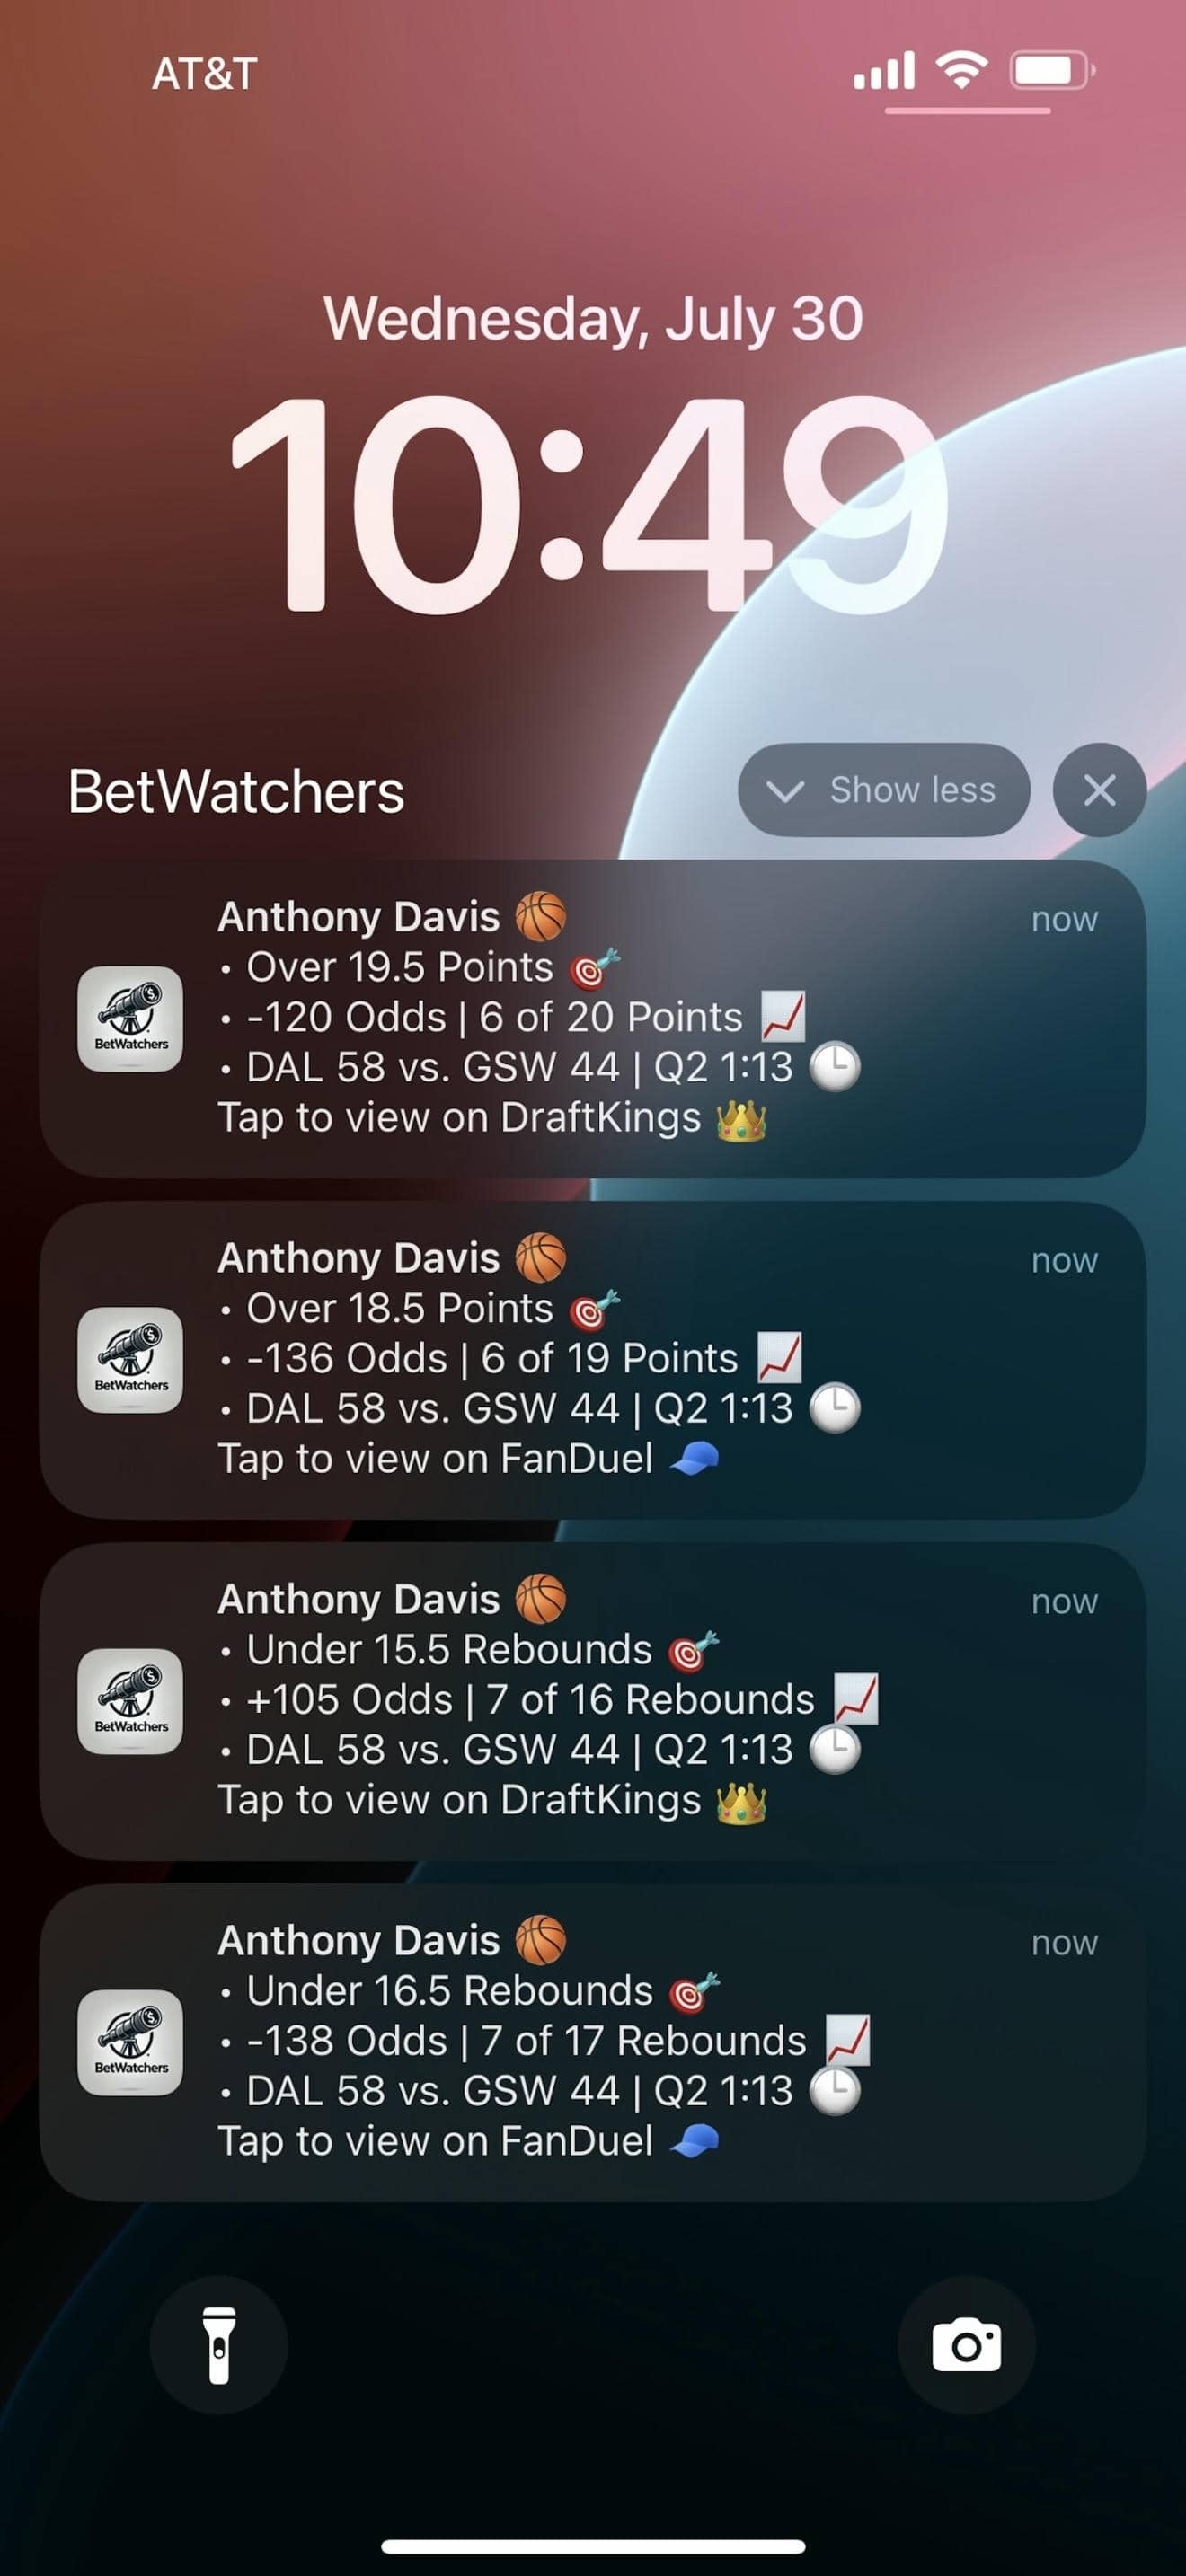 AT&T
Wednesday, July 30
10:49
BetWatchers
Show less
Anthony Davis 🏀
now
• Over 19.5 Points 🎯
• -120 Odds | 6 of 20 Points 📈
• DAL 58 vs. GSW 44 | Q2 1:13 🕒
Tap to view on DraftKings 👑
BetWatchers
Anthony Davis 🏀
now
• Over 18.5 Points 🎯
• -136 Odds | 6 of 19 Points 📈
• DAL 58 vs. GSW 44 | Q2 1:13 🕒
Tap to view on FanDuel 🧢
BetWatchers
Anthony Davis 🏀
now
• Under 15.5 Rebounds 🎯
• +105 Odds | 7 of 16 Rebounds 📈
• DAL 58 vs. GSW 44 | Q2 1:13 🕒
Tap to view on DraftKings 👑
BetWatchers
Anthony Davis 🏀
now
• Under 16.5 Rebounds 🎯
• -138 Odds | 7 of 17 Rebounds 📈
• DAL 58 vs. GSW 44 | Q2 1:13 🕒
Tap to view on FanDuel 🧢
BetWatchers